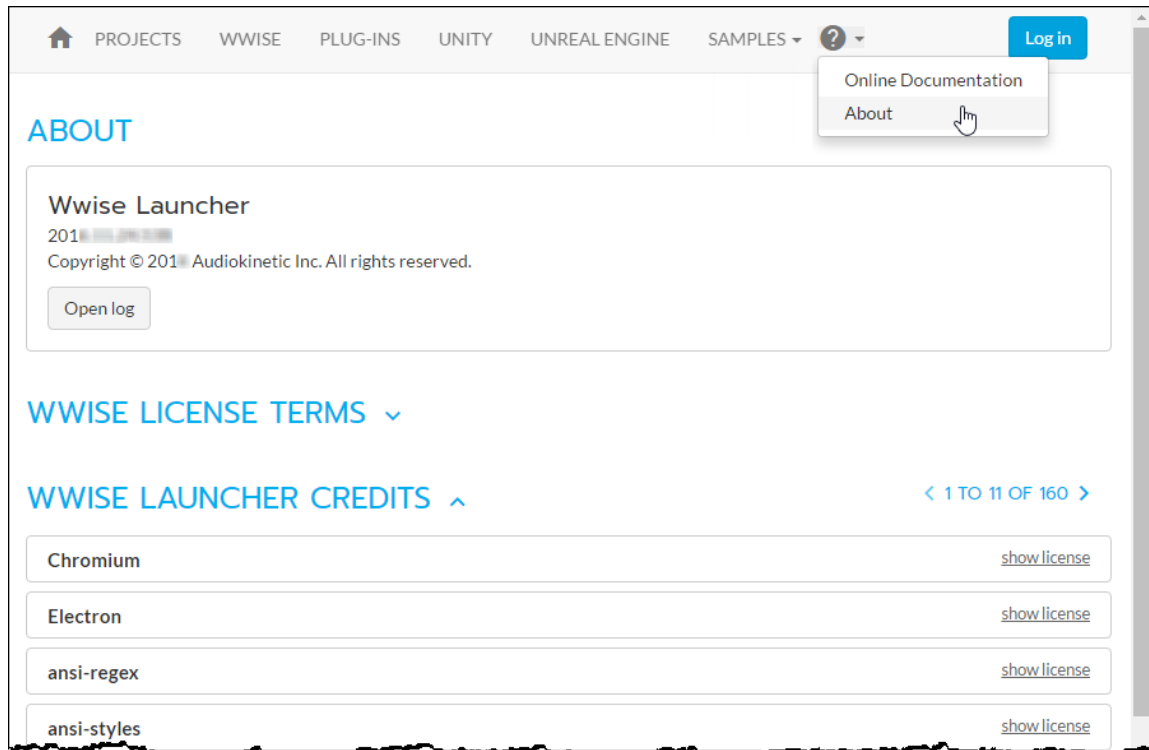 PROJECTS WWISE PLUG-INS UNITY UNREAL ENGINE SAMPLES ? Log in
Online Documentation
About
ABOUT
Wwise Launcher
201
Copyright © 201 Audiokinetic Inc. All rights reserved.
Open log
WWISE LICENSE TERMS
WWISE LAUNCHER CREDITS < 1 TO 11 OF 160 >
Chromium show license
Electron show license
ansi-regex show license
ansi-styles show license